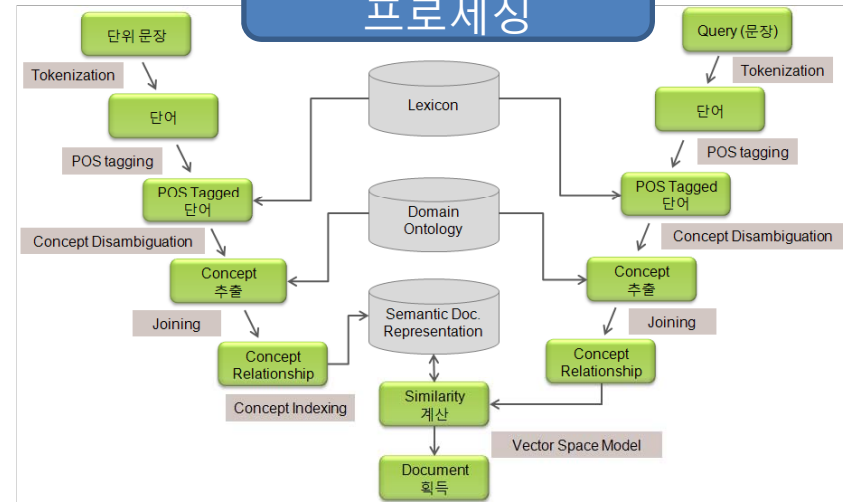 프로세싱
단위 문장
Tokenization
단어
POS tagging
POS Tagged
단어
Concept Disambiguation
Concept
추출
Joining
Concept
Relationship
Concept Indexing
Lexicon
Domain
Ontology
Semantic Doc.
Representation
Similarity
계산
Vector Space Model
Document
획득
Query (문장)
Tokenization
단어
POS tagging
POS Tagged
단어
Concept Disambiguation
Concept
추출
Joining
Concept
Relationship